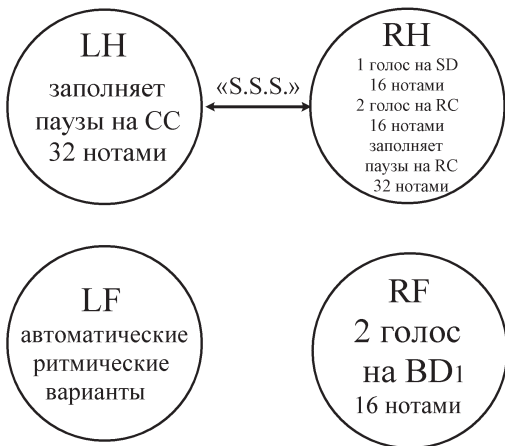 LH
заполняет
паузы на CC
32 нотами
«S.S.S.»
RH
1 голос на SD
16 нотами
2 голос на RC
16 нотами
заполняет
паузы на RC
32 нотами
LF
автоматические
ритмические
варианты
RF
2 голос
на BD1
16 нотами